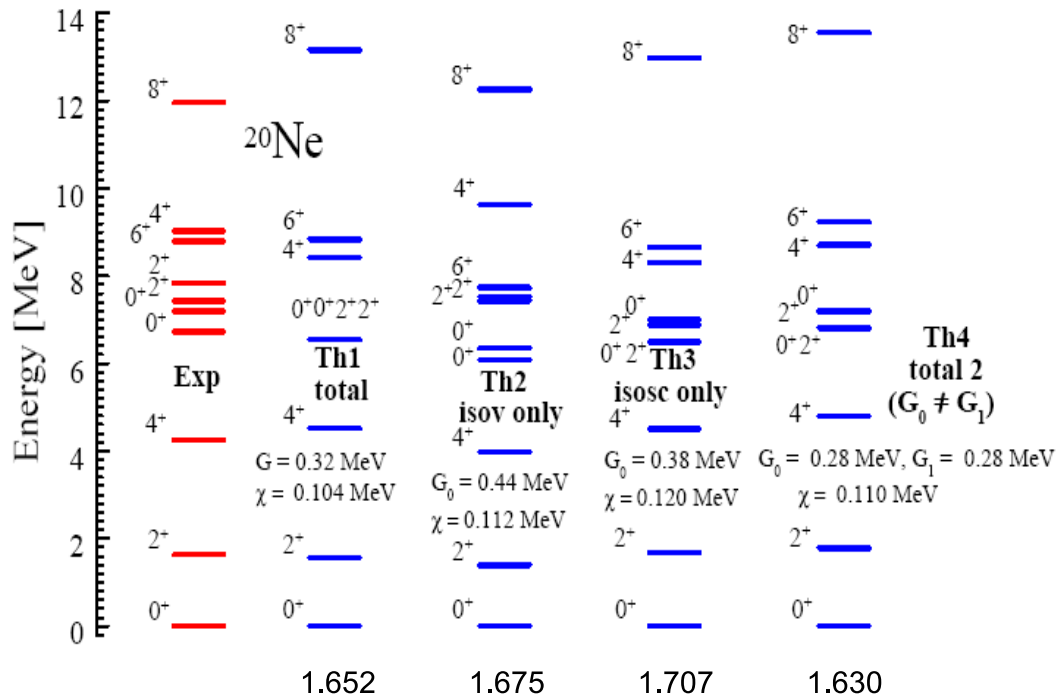 14
12
10
8
6
4
2
0
Energy [MeV]
²⁰Ne
8⁺
4⁺
6⁺
2⁺
0⁺2⁺
0⁺
Exp
4⁺
2⁺
0⁺
8⁺
6⁺
4⁺
0⁺0⁺2⁺2⁺
Th1
total
4⁺
G = 0.32 MeV
χ = 0.104 MeV
2⁺
0⁺
8⁺
4⁺
6⁺
2⁺2⁺
0⁺
0⁺
Th2
isov only
4⁺
G₀ = 0.44 MeV
χ = 0.112 MeV
2⁺
0⁺
8⁺
6⁺
4⁺
0⁺
2⁺
0⁺ 2⁺
Th3
isosc only
4⁺
G₀ = 0.38 MeV
χ = 0.120 MeV
2⁺
0⁺
8⁺
6⁺
4⁺
0⁺
2⁺
0⁺2⁺
Th4
total 2
(G₀ ≠ G₁)
4⁺
G₀ = 0.28 MeV, G₁ = 0.28 MeV
χ = 0.110 MeV
2⁺
0⁺
1.652
1.675
1.707
1.630